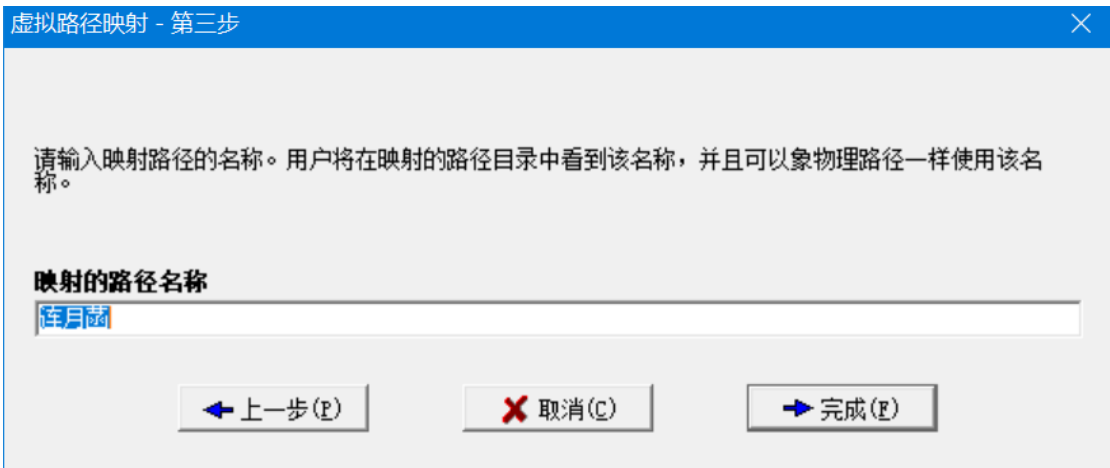 虚拟路径映射 - 第三步
请输入映射路径的名称。用户将在映射的路径目录中看到该名称，并且可以象物理路径一样使用该名
称。
映射的路径名称
连月菡
上一步(P) 取消(C) 完成(F)